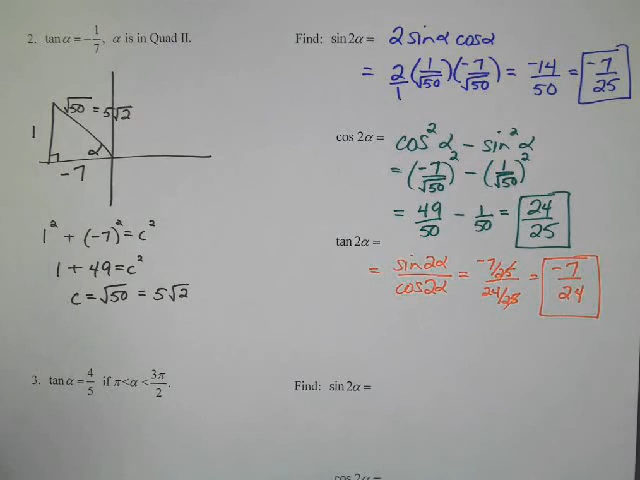 2. tan α = -1/7, α is in Quad II.
Find: sin 2α = 2 sin α cos α
= 2/1 (1/√50)(-7/√50) = -14/50 = -7/25
√50 = 5√2
1
α
-7
cos 2α = cos² α - sin² α
= (-7/√50)² - (1/√50)²
= 49/50 - 1/50 = 24/25
1² + (-7)² = c²
1 + 49 = c²
c = √50 = 5√2
tan 2α =
= sin 2α / cos 2α = (-7/25) / (24/25) = -7/24
3. tan α = 4/5 if π < α < 3π/2.
Find: sin 2α =
cos 2α =